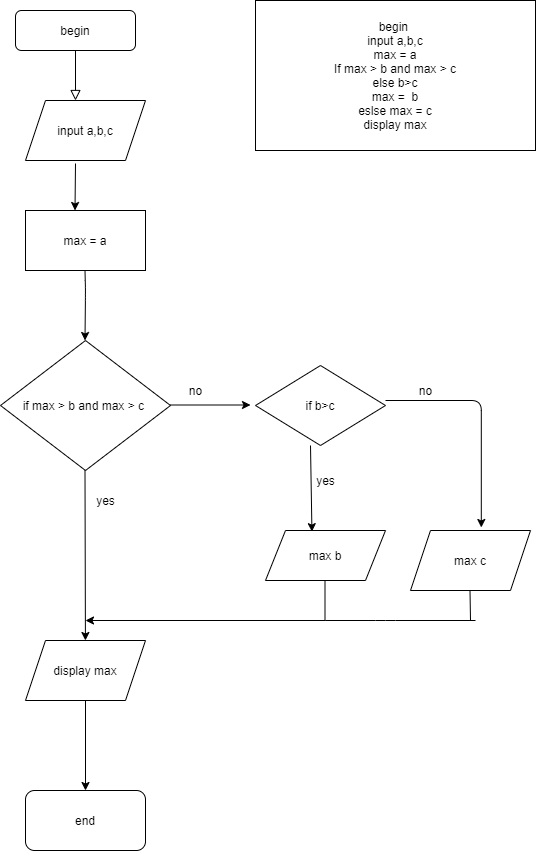 begin
input a,b,c
max = a
if max > b and max > c
no
if b>c
no
yes
yes
max b
max c
display max
end
begin
input a,b,c
max = a
If max > b and max > c
else b>c
max =  b
eslse max = c
display max